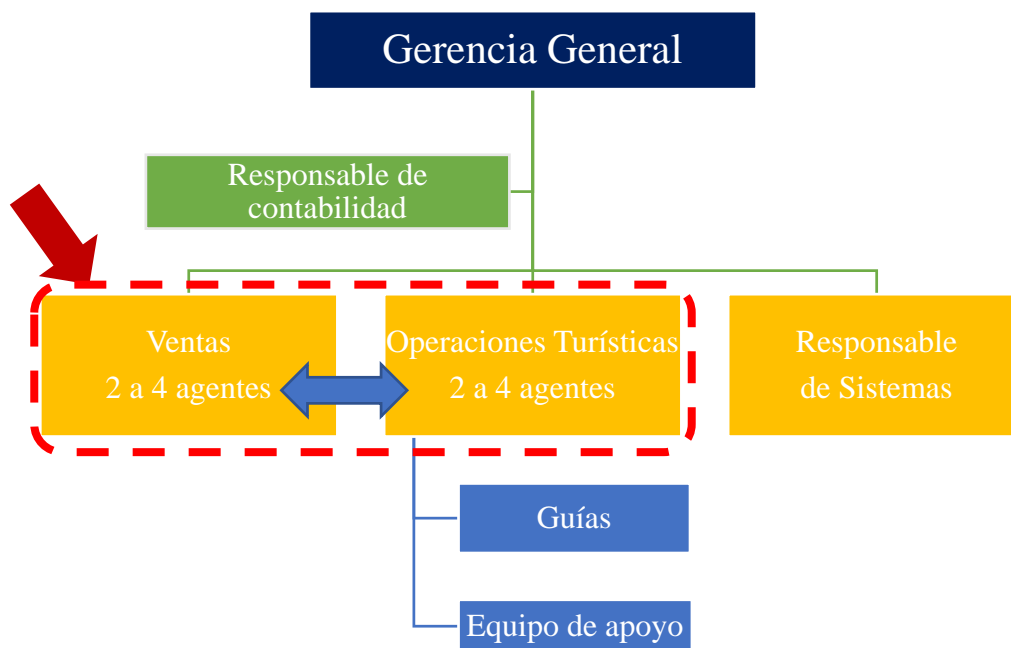 Gerencia General
Responsable de
contabilidad
Ventas
2 a 4 agentes
Operaciones Turísticas
2 a 4 agentes
Responsable
de Sistemas
Guías
Equipo de apoyo